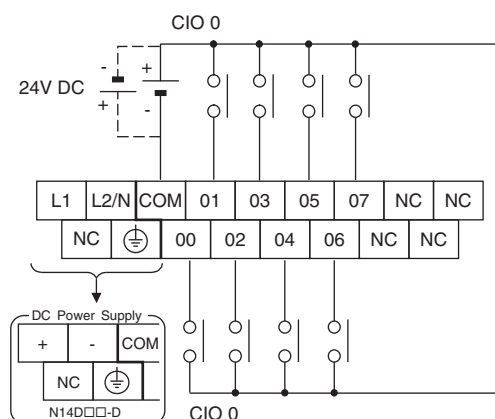 CIO 0
- +
24V DC
+ -
L1 L2/N COM 01 03 05 07 NC NC
NC 00 02 04 06 NC NC
DC Power Supply
+ - COM
NC
N14D□□-D
CIO 0